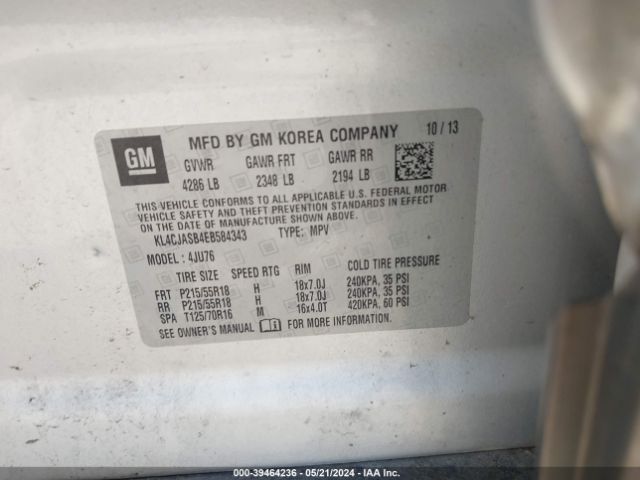 GM
MFD BY GM KOREA COMPANY 10 / 13
GVWR GAWR FRT GAWR RR
4286 LB 2348 LB 2194 LB
THIS VEHICLE CONFORMS TO ALL APPLICABLE U.S. FEDERAL MOTOR
VEHICLE SAFETY AND THEFT PREVENTION STANDARDS IN EFFECT
ON THE DATE OF MANUFACTURE SHOWN ABOVE.
KL4CJASB4EB584343 TYPE: MPV
MODEL : 4JU76
TIRE SIZE SPEED RTG RIM COLD TIRE PRESSURE
FRT P215/55R18 H 18x7.0J 240KPA, 35 PSI
RR P215/55R18 H 18x7.0J 240KPA, 35 PSI
SPA T125/70R16 M 16x4.0T 420KPA, 60 PSI
SEE OWNER'S MANUAL FOR MORE INFORMATION.
000-39464236 - 05/21/2024 - IAA Inc.